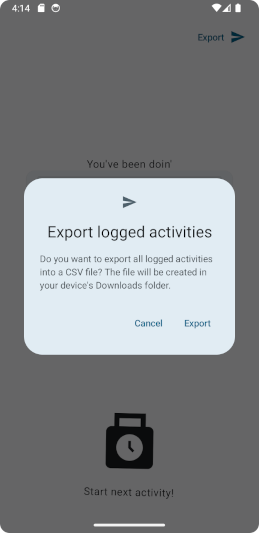 4:14
Export
You've been doin'
Export logged activities
Do you want to export all logged activities
into a CSV file? The file will be created in
your device's Downloads folder.
Cancel Export
Start next activity!